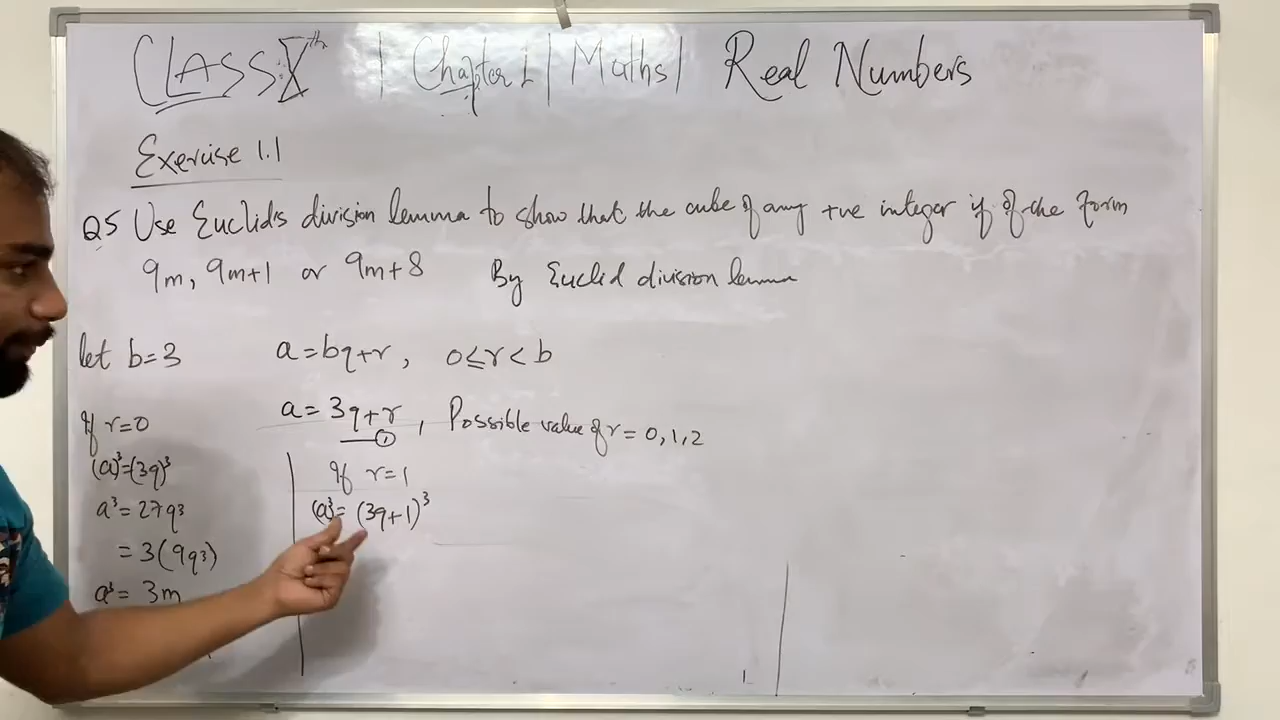 CLASS Xth | Chapter 1 | Maths | Real Numbers
Exercise 1.1
Q5 Use Euclid's division lemma to show that the cube of any +ve integer if of the form
9m, 9m+1 or 9m+8 By Euclid division lemma
let b=3 a=bq+r, 0≤r<b
a=3q+r, Possible value of r=0,1,2
①
If r=0
(a)³=(3q)³
a³=27q3
=3(9q3)
a³=3m
If r=1
(a)³=(3q+1)³